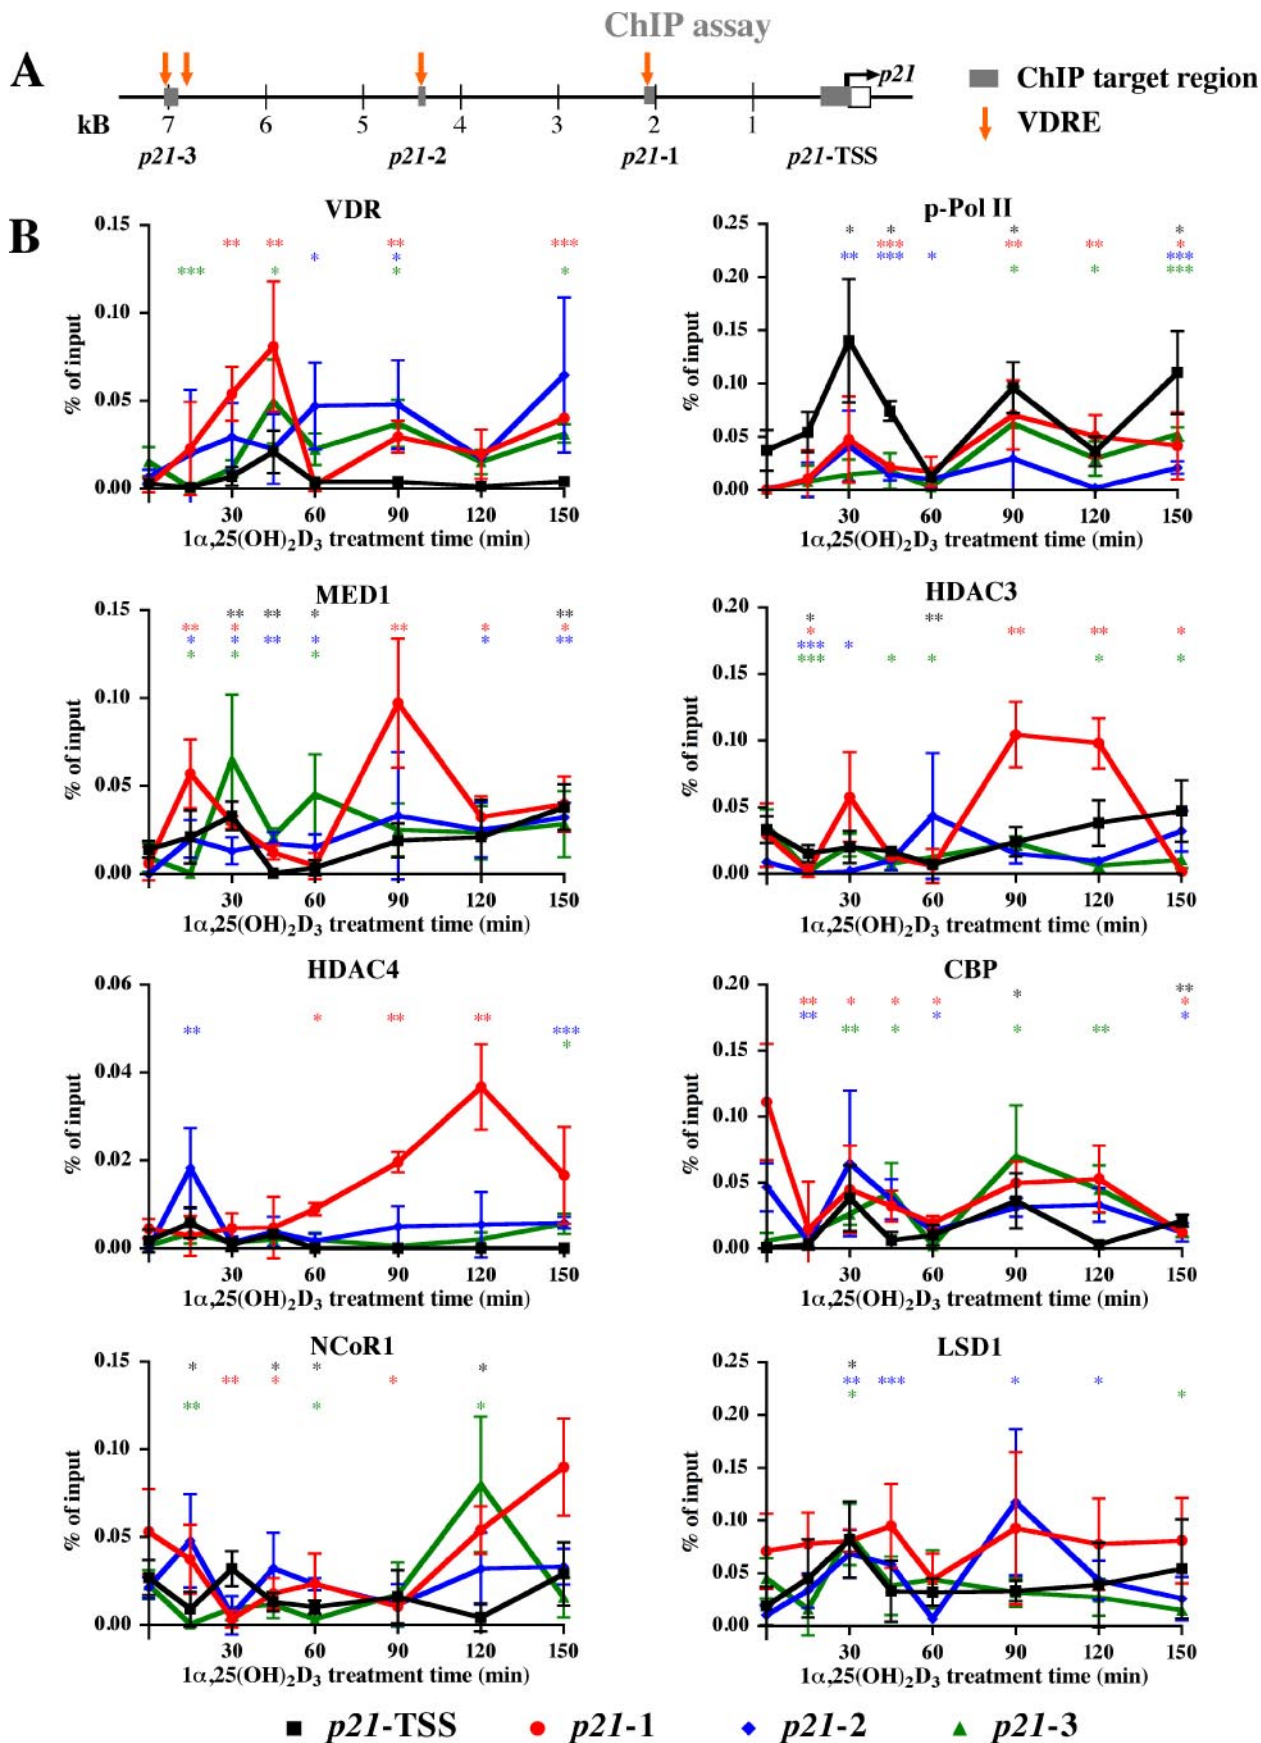 ChIP assay
A
p21
ChIP target region
VDRE
kB
7
6
5
4
3
2
1
p21-3
p21-2
p21-1
p21-TSS
B
VDR
0.15
0.10
0.05
0.00
% of input
** ** * ** ***
*
*** * * *
30 60 90 120 150
1α,25(OH)₂D₃ treatment time (min)
p-Pol II
0.25
0.20
0.15
0.10
0.05
0.00
% of input
* * * *
*** ** ** *
** *** * ***
* * ***
30 60 90 120 150
1α,25(OH)₂D₃ treatment time (min)
MED1
0.15
0.10
0.05
0.00
% of input
** ** * **
** * ** * *
* * ** * * **
* * *
30 60 90 120 150
1α,25(OH)₂D₃ treatment time (min)
HDAC3
0.20
0.15
0.10
0.05
0.00
% of input
* **
* ** ** *
*** *
*** * * * *
30 60 90 120 150
1α,25(OH)₂D₃ treatment time (min)
HDAC4
0.06
0.04
0.02
0.00
% of input
* ** **
** ***
*
30 60 90 120 150
1α,25(OH)₂D₃ treatment time (min)
CBP
0.20
0.15
0.10
0.05
0.00
% of input
* **
** * * * *
** * *
** * * **
30 60 90 120 150
1α,25(OH)₂D₃ treatment time (min)
NCoR1
0.15
0.10
0.05
0.00
% of input
* * * *
** * *
** * *
30 60 90 120 150
1α,25(OH)₂D₃ treatment time (min)
LSD1
0.25
0.20
0.15
0.10
0.05
0.00
% of input
*
** *** * *
* *
30 60 90 120 150
1α,25(OH)₂D₃ treatment time (min)
p21-TSS p21-1 p21-2 p21-3